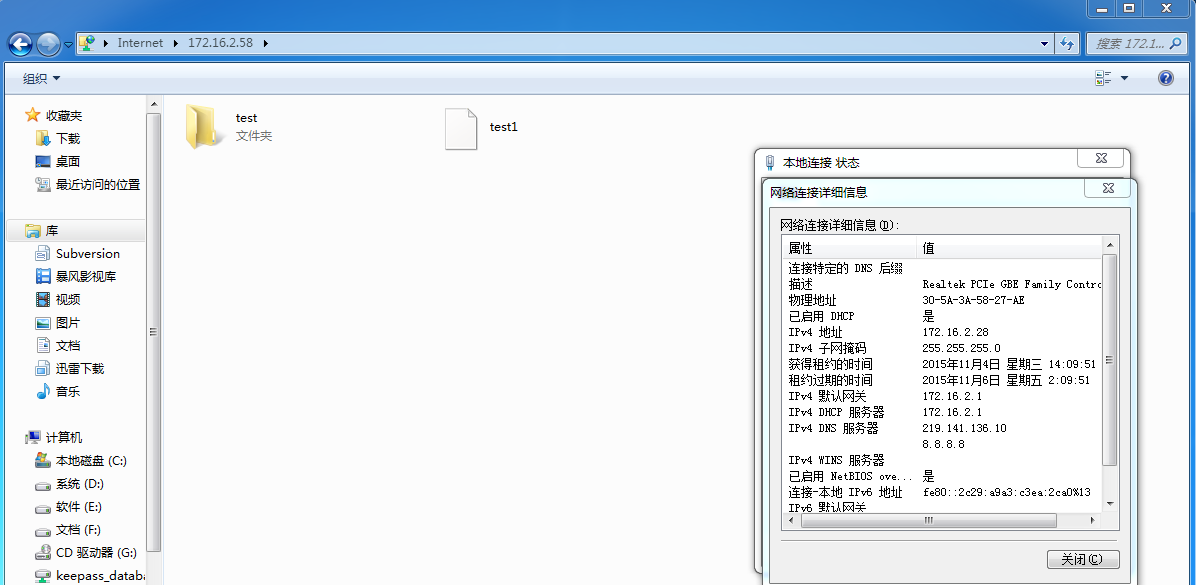 Internet 172.16.2.58
搜索 172.1...
组织
收藏夹
下载
桌面
最近访问的位置
库
Subversion
暴风影视库
视频
图片
文档
迅雷下载
音乐
计算机
本地磁盘 (C:)
系统 (D:)
软件 (E:)
文档 (F:)
CD 驱动器 (G:)
keepass_databa
test
文件夹
test1
本地连接 状态
网络连接详细信息
网络连接详细信息(D):
属性 值
连接特定的 DNS 后缀
描述 Realtek PCIe GBE Family Contro
物理地址 30-5A-3A-58-27-AE
已启用 DHCP 是
IPv4 地址 172.16.2.28
IPv4 子网掩码 255.255.255.0
获得租约的时间 2015年11月4日 星期三 14:09:51
租约过期的时间 2015年11月6日 星期五 2:09:51
IPv4 默认网关 172.16.2.1
IPv4 DHCP 服务器 172.16.2.1
IPv4 DNS 服务器 219.141.136.10
8.8.8.8
IPv4 WINS 服务器
已启用 NetBIOS ove... 是
连接-本地 IPv6 地址 fe80::2c29:a9a3:c3ea:2ca0%13
IPv6 默认网关
关闭(C)